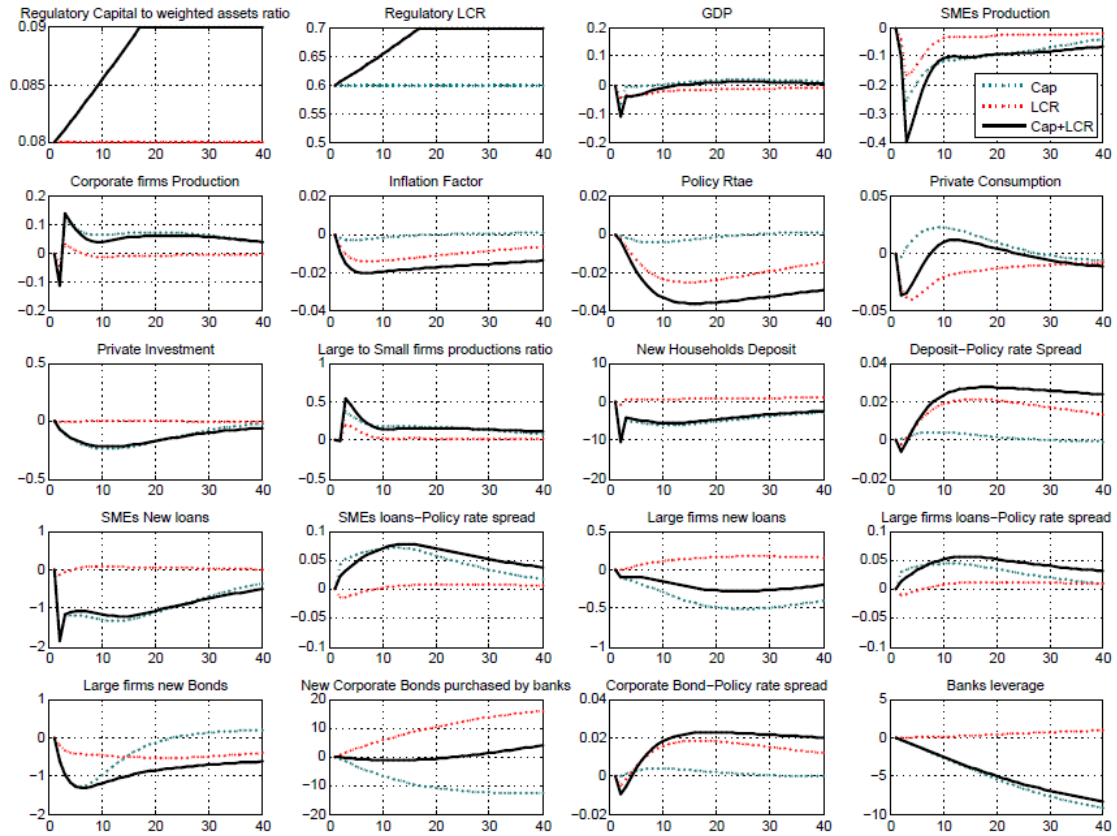 Regulatory Capital to weighted assets ratio
0.09
0.085
0.08
0 10 20 30 40
Regulatory LCR
0.7
0.6
0.5
0 10 20 30 40
GDP
0.2
0.1
0
−0.1
−0.2
0 10 20 30 40
SMEs Production
0
−0.1
−0.2
−0.3
−0.4
0 10 20 30 40
Cap
LCR
Cap+LCR
Corporate firms Production
0.2
0.1
0
−0.1
−0.2
0 10 20 30 40
Inflation Factor
0.02
0
−0.02
−0.04
0 10 20 30 40
Policy Rtae
0.02
0
−0.02
−0.04
0 10 20 30 40
Private Consumption
0.05
0
−0.05
0 10 20 30 40
Private Investment
0.5
0
−0.5
0 10 20 30 40
Large to Small firms productions ratio
1
0.5
0
−0.5
0 10 20 30 40
New Households Deposit
10
0
−10
−20
0 10 20 30 40
Deposit−Policy rate Spread
0.04
0.02
0
−0.02
0 10 20 30 40
SMEs New loans
1
0
−1
−2
0 10 20 30 40
SMEs loans−Policy rate spread
0.1
0.05
0
−0.05
−0.1
0 10 20 30 40
Large firms new loans
0.5
0
−0.5
−1
0 10 20 30 40
Large firms loans−Policy rate spread
0.1
0.05
0
−0.05
−0.1
0 10 20 30 40
Large firms new Bonds
1
0
−1
−2
0 10 20 30 40
New Corporate Bonds purchased by banks
20
10
0
−10
−20
0 10 20 30 40
Corporate Bond−Policy rate spread
0.04
0.02
0
−0.02
0 10 20 30 40
Banks leverage
5
0
−5
−10
0 10 20 30 40